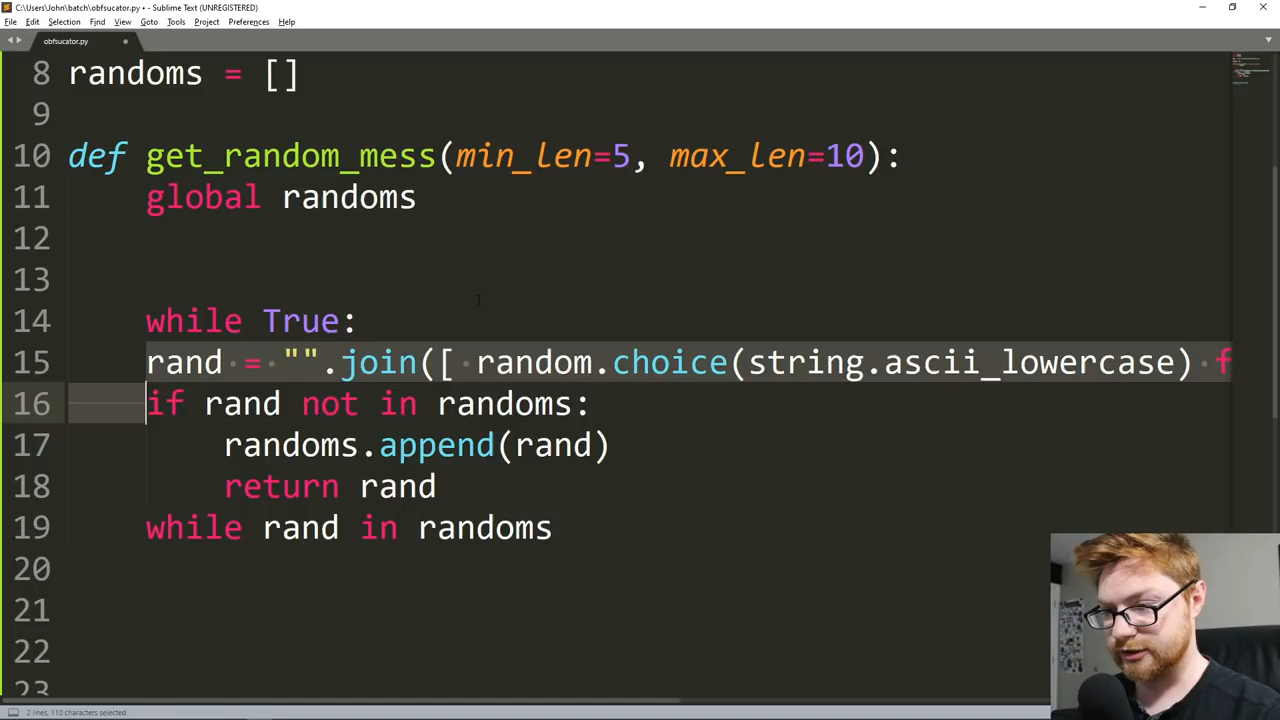 C:\Users\John\batch\obfsucator.py • - Sublime Text (UNREGISTERED)
File Edit Selection Find View Goto Tools Project Preferences Help
obfsucator.py
8 randoms = []
9
10 def get_random_mess(min_len=5, max_len=10):
11 global randoms
12
13
14 while True:
15 rand = "".join([ random.choice(string.ascii_lowercase) f
16 if rand not in randoms:
17 randoms.append(rand)
18 return rand
19 while rand in randoms
20
21
22
23
2 lines, 110 characters selected